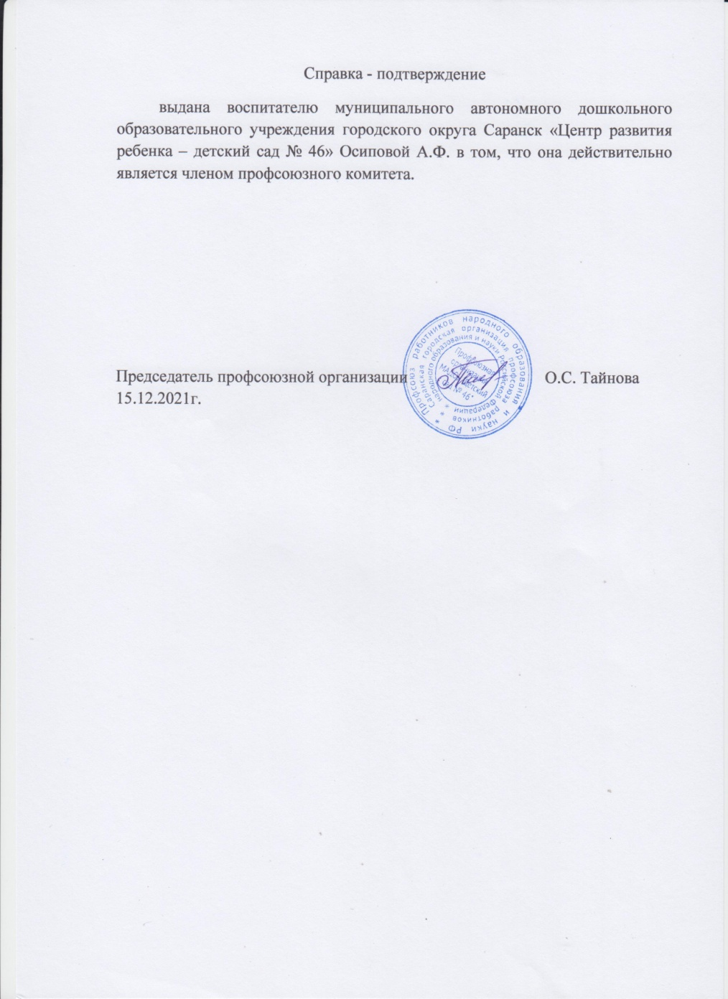 Справка - подтверждение
выдана воспитателю муниципального автономного дошкольного
образовательного учреждения городского округа Саранск «Центр развития
ребенка – детский сад № 46» Осиповой А.Ф. в том, что она действительно
является членом профсоюзного комитета.
Председатель профсоюзной организации
О.С. Тайнова
15.12.2021г.
* Профсоюз работников народного образования и науки РФ
* Саранская городская организация профсоюза работников
* народного образования и науки Российской Федерации
Профсоюзная
№ 46"